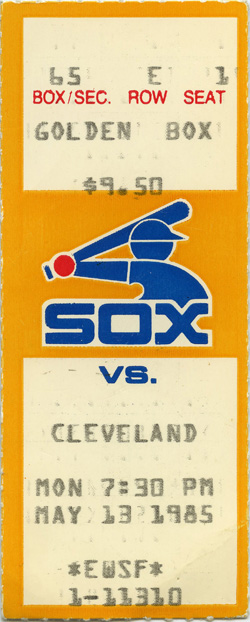 65 E 1
BOX/SEC. ROW SEAT
GOLDEN BOX
$9.50
SOX
VS.
CLEVELAND
MON 7:30 PM
MAY 13 1985
*EWSF*
1-11310